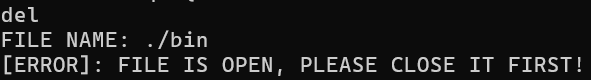 del
FILE NAME: ./bin
[ERROR]: FILE IS OPEN, PLEASE CLOSE IT FIRST!